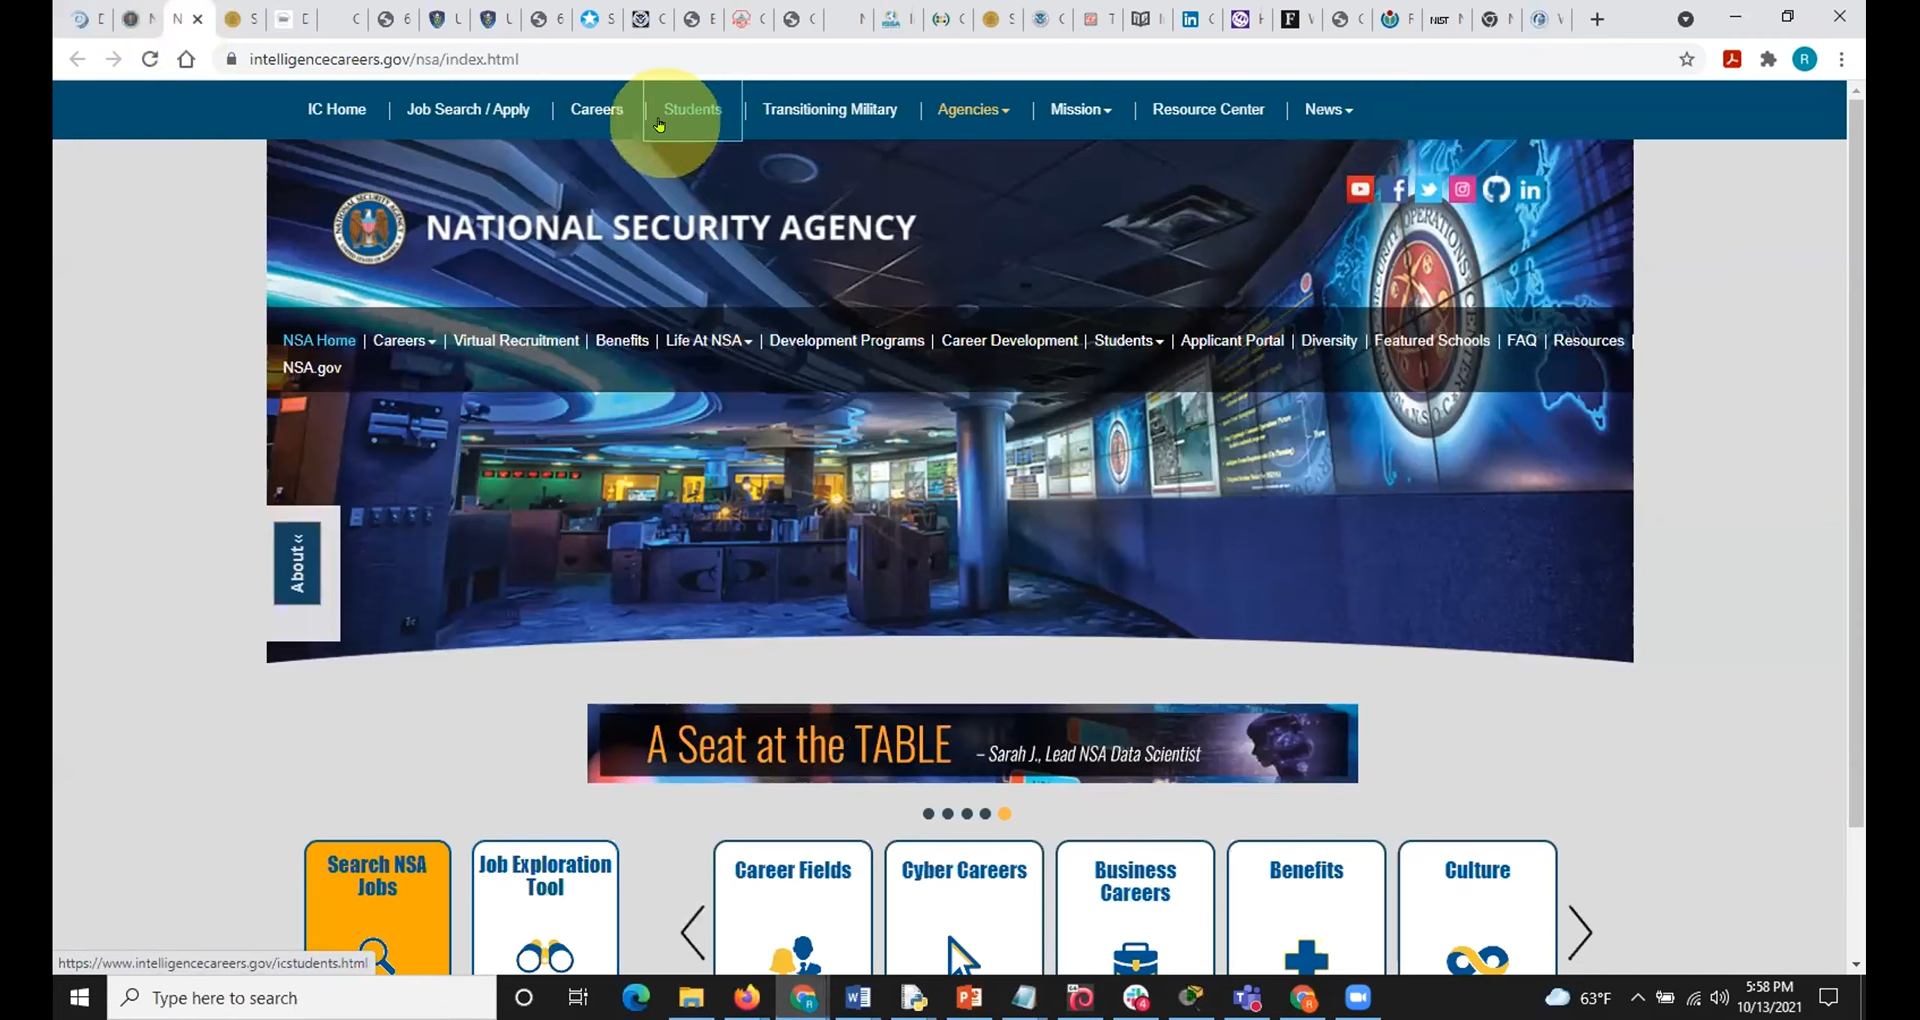 intelligencecareers.gov/nsa/index.html
R
IC Home | Job Search / Apply | Careers | Students | Transitioning Military | Agencies | Mission | Resource Center | News
NATIONAL SECURITY AGENCY
NSA Home | Careers | Virtual Recruitment | Benefits | Life At NSA | Development Programs | Career Development | Students | Applicant Portal | Diversity | Featured Schools | FAQ | Resources |
NSA.gov
About «
A Seat at the TABLE – Sarah J., Lead NSA Data Scientist
Search NSA
Jobs
Job Exploration
Tool
Career Fields
Cyber Careers
Business
Careers
Benefits
Culture
https://www.intelligencecareers.gov/icstudents.html
Type here to search
63°F
5:58 PM
10/13/2021